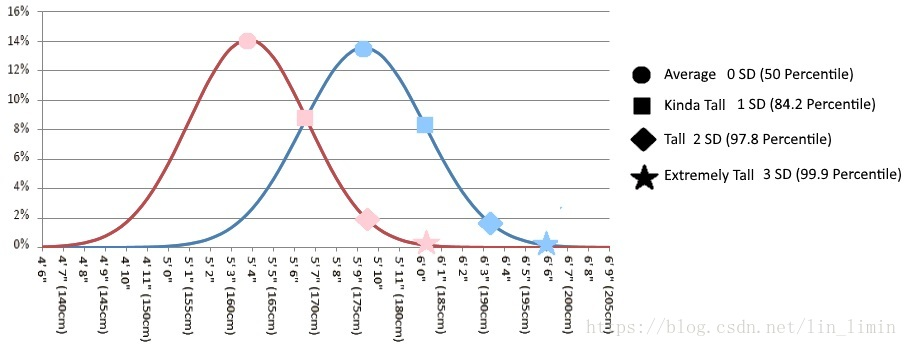 16%
14%
12%
10%
8%
6%
4%
2%
0%
4' 6"
4' 7" (140cm)
4' 8"
4' 9" (145cm)
4' 10"
4' 11" (150cm)
5' 0"
5' 1" (155cm)
5' 2"
5' 3" (160cm)
5' 4"
5' 5" (165cm)
5' 6"
5' 7" (170cm)
5' 8"
5' 9" (175cm)
5' 10"
5' 11" (180cm)
6' 0"
6' 1" (185cm)
6' 2"
6' 3" (190cm)
6' 4"
6' 5" (195cm)
6' 6"
6' 7" (200cm)
6' 8"
6' 9" (205cm)
Average 0 SD (50 Percentile)
Kinda Tall 1 SD (84.2 Percentile)
Tall 2 SD (97.8 Percentile)
Extremely Tall 3 SD (99.9 Percentile)
https://blog.csdn.net/lin_limin